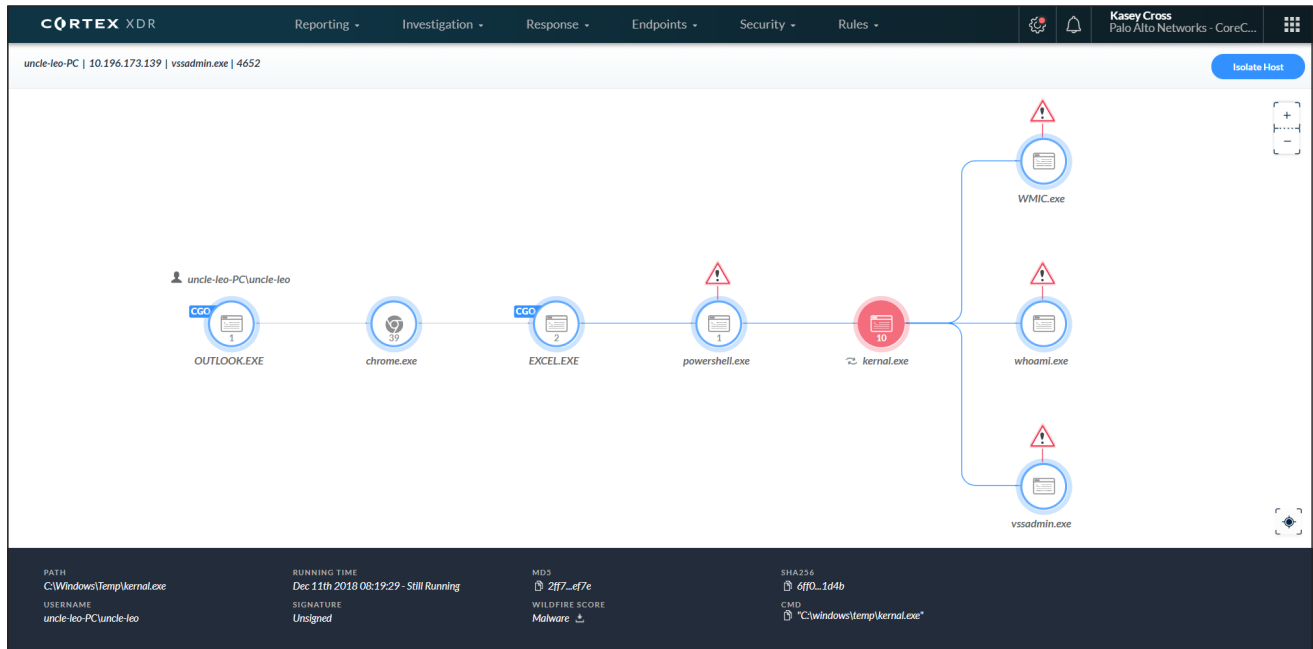 CORTEX XDR Reporting Investigation Response Endpoints Security Rules Kasey Cross
Palo Alto Networks - CoreC...
uncle-leo-PC | 10.196.173.139 | vssadmin.exe | 4652
Isolate Host
+
−
WMIC.exe
uncle-leo-PC\uncle-leo
CGO
1
OUTLOOK.EXE
39
chrome.exe
CGO
2
EXCEL.EXE
1
powershell.exe
10
kernal.exe
whoami.exe
vssadmin.exe
PATH
C:\Windows\Temp\kernal.exe
USERNAME
uncle-leo-PC\uncle-leo
RUNNING TIME
Dec 11th 2018 08:19:29 - Still Running
SIGNATURE
Unsigned
MD5
2ff7...ef7e
WILDFIRE SCORE
Malware
SHA256
6ff0...1d4b
CMD
"C:\windows\temp\kernal.exe"